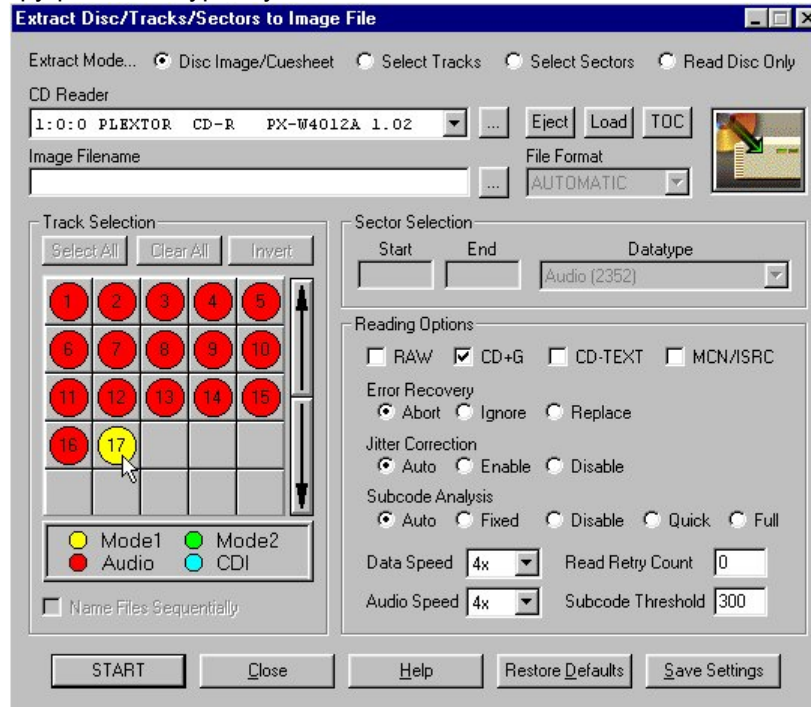 Extract Disc/Tracks/Sectors to Image File
Extract Mode... Disc Image/Cuesheet Select Tracks Select Sectors Read Disc Only
CD Reader
1:0:0 PLEXTOR CD-R PX-W4012A 1.02 ... Eject Load TOC
Image Filename File Format
... AUTOMATIC
Track Selection
Select All Clear All Invert
1 2 3 4 5
6 7 8 9 10
11 12 13 14 15
16 17
Mode1 Mode2
Audio CDI
Name Files Sequentially
Sector Selection
Start End Datatype
Audio (2352)
Reading Options
RAW CD+G CD-TEXT MCN/ISRC
Error Recovery
Abort Ignore Replace
Jitter Correction
Auto Enable Disable
Subcode Analysis
Auto Fixed Disable Quick Full
Data Speed 4x Read Retry Count 0
Audio Speed 4x Subcode Threshold 300
START Close Help Restore Defaults Save Settings